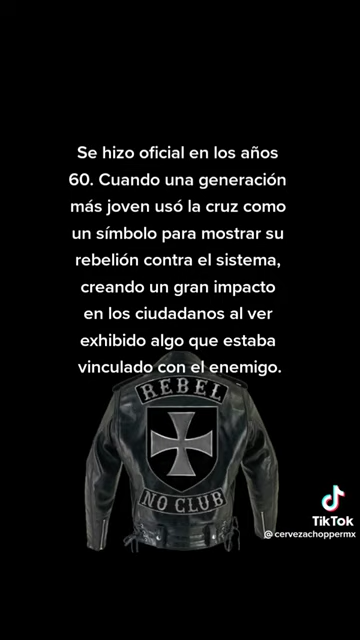 Se hizo oficial en los años
60. Cuando una generación
más joven usó la cruz como
un símbolo para mostrar su
rebelión contra el sistema,
creando un gran impacto
en los ciudadanos al ver
exhibido algo que estaba
vinculado con el enemigo.
REBEL
NO CLUB
TikTok
@cervezachoppermx